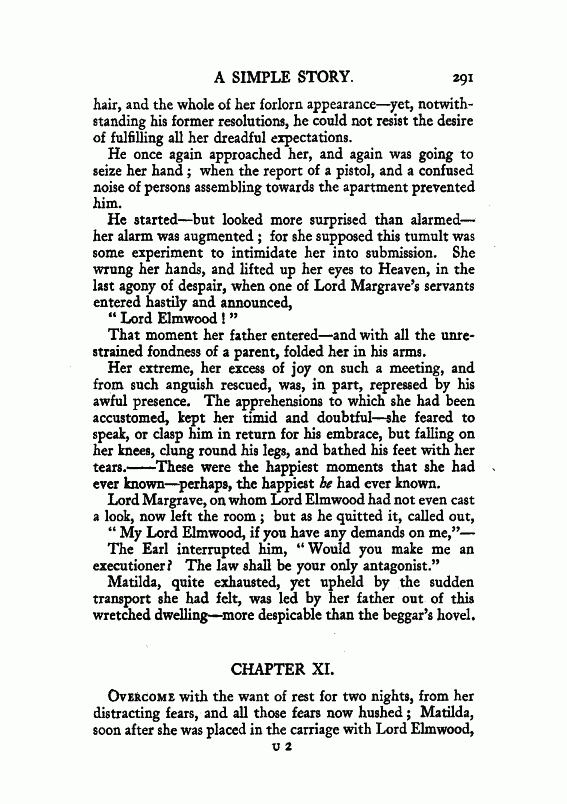 A SIMPLE STORY. 291
hair, and the whole of her forlorn appearance—yet, notwith-
standing his former resolutions, he could not resist the desire
of fulfilling all her dreadful expectations.
He once again approached her, and again was going to
seize her hand; when the report of a pistol, and a confused
noise of persons assembling towards the apartment prevented
him.
He started—but looked more surprised than alarmed—
her alarm was augmented; for she supposed this tumult was
some experiment to intimidate her into submission. She
wrung her hands, and lifted up her eyes to Heaven, in the
last agony of despair, when one of Lord Margrave's servants
entered hastily and announced,
"Lord Elmwood!"
That moment her father entered—and with all the unre-
strained fondness of a parent, folded her in his arms.
Her extreme, her excess of joy on such a meeting, and
from such anguish rescued, was, in part, repressed by his
awful presence. The apprehensions to which she had been
accustomed, kept her timid and doubtful—she feared to
speak, or clasp him in return for his embrace, but falling on
her knees, clung round his legs, and bathed his feet with her
tears.——These were the happiest moments that she had
ever known—perhaps, the happiest he had ever known.
Lord Margrave, on whom Lord Elmwood had not even cast
a look, now left the room; but as he quitted it, called out,
"My Lord Elmwood, if you have any demands on me,"—
The Earl interrupted him, "Would you make me an
executioner? The law shall be your only antagonist."
Matilda, quite exhausted, yet upheld by the sudden
transport she had felt, was led by her father out of this
wretched dwelling—more despicable than the beggar's hovel.
CHAPTER XI.
OVERCOME with the want of rest for two nights, from her
distracting fears, and all those fears now hushed; Matilda,
soon after she was placed in the carriage with Lord Elmwood,
U 2